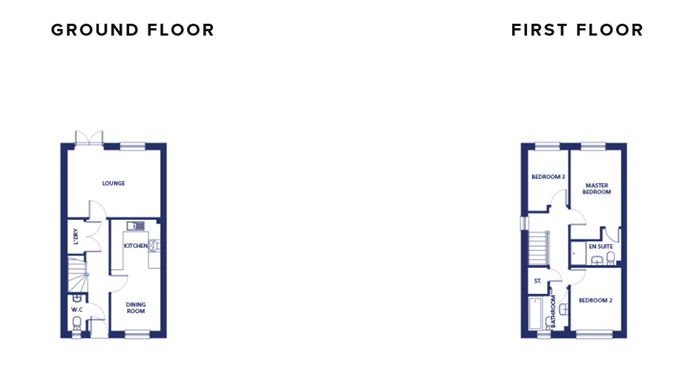 GROUND FLOOR
FIRST FLOOR
LOUNGE
L'DRY
KITCHEN
DINING
ROOM
W.C
BEDROOM 3
MASTER
BEDROOM
EN SUITE
ST.
BATHROOM
BEDROOM 2